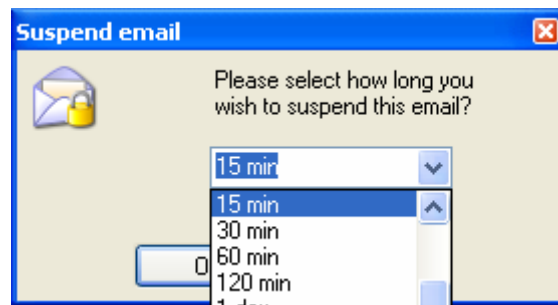 Suspend email
Please select how long you
wish to suspend this email?
15 min
15 min
30 min
60 min
120 min